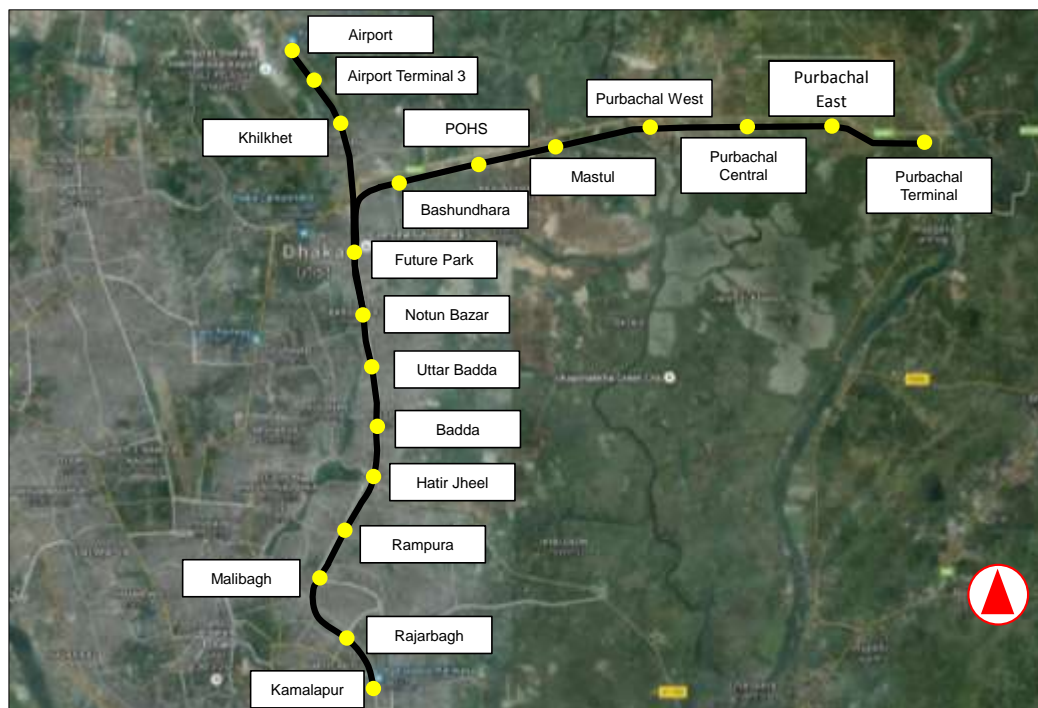 Airport
Airport Terminal 3
Khilkhet
Purbachal West
Purbachal
East
POHS
Mastul
Purbachal
Central
Purbachal
Terminal
Bashundhara
Dhaka
Future Park
Notun Bazar
Uttar Badda
Badda
Hatir Jheel
Rampura
Malibagh
Rajarbagh
Kamalapur